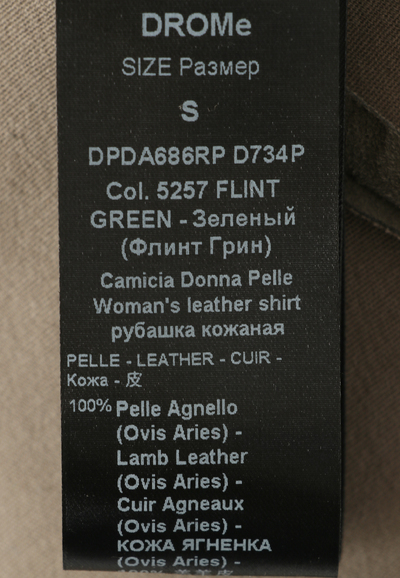 DROMe
SIZE Размер
S
DPDA686RP D734P
Col. 5257 FLINT
GREEN - Зеленый
(Флинт Грин)
Camicia Donna Pelle
Woman's leather shirt
рубашка кожаная
PELLE - LEATHER - CUIR -
Кожа - 皮
100% Pelle Agnello
(Ovis Aries) -
Lamb Leather
(Ovis Aries) -
Cuir Agneaux
(Ovis Aries) -
КОЖА ЯГНЕНКА
(Ovis Aries) -